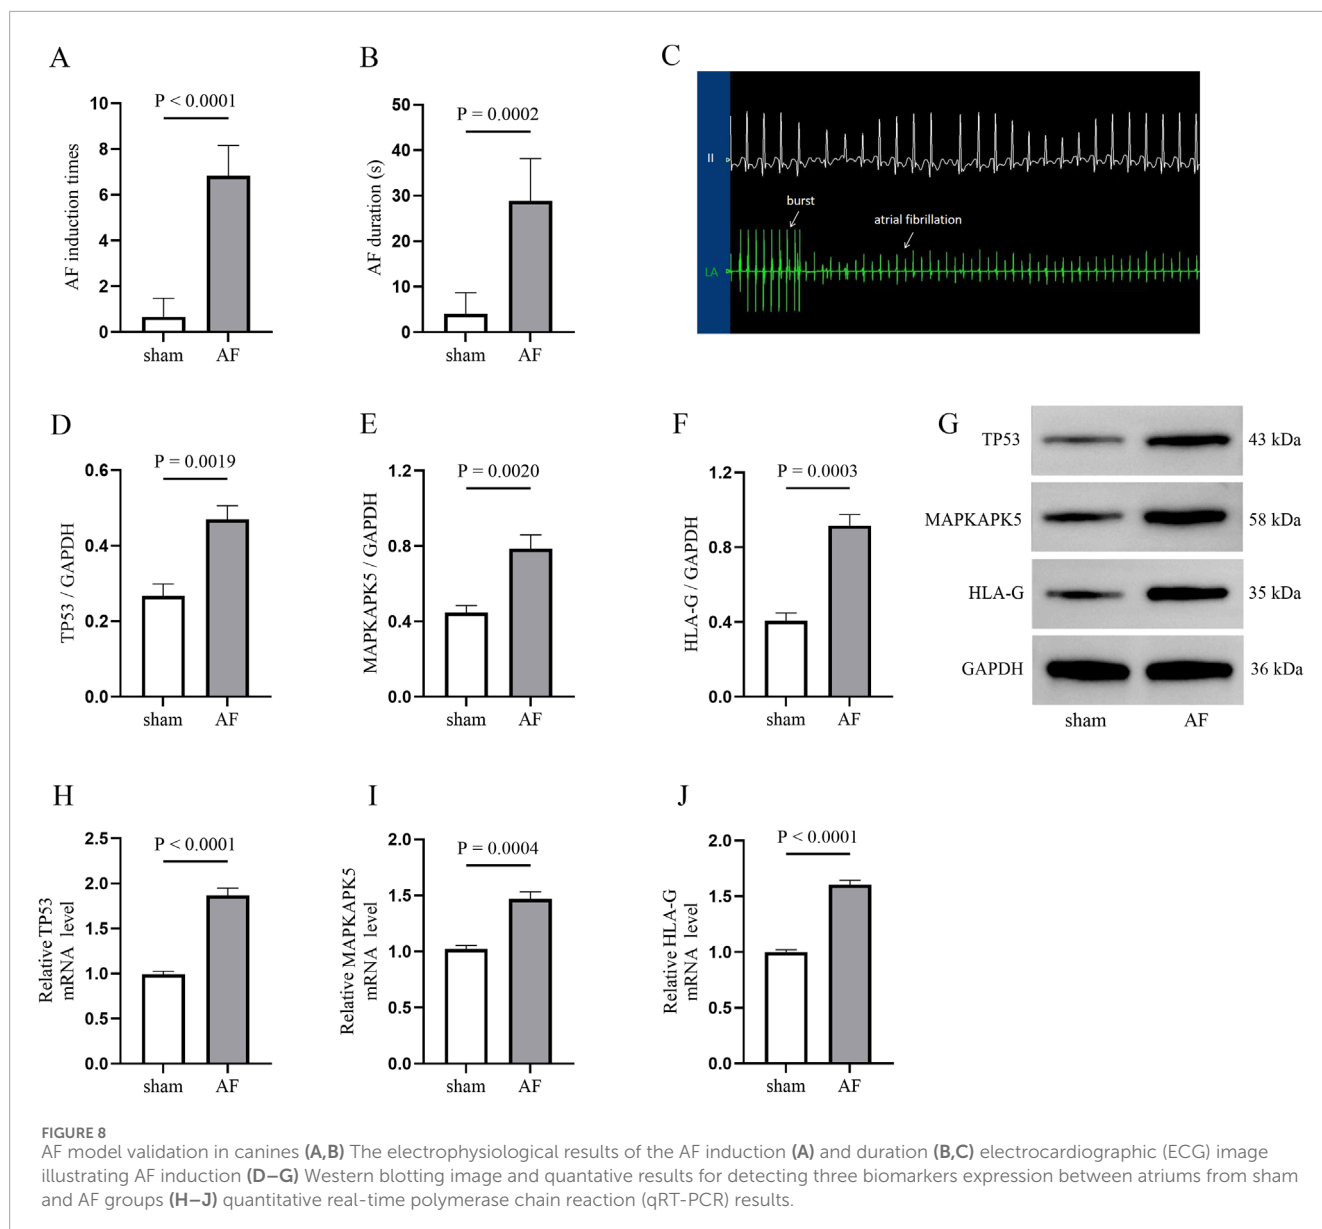 A
P < 0.0001
AF induction times
10
8
6
4
2
0
sham AF
B
P = 0.0002
AF duration (s)
50
40
30
20
10
0
sham AF
C
II
burst
atrial fibrillation
LA
D
P = 0.0019
TP53 / GAPDH
0.6
0.4
0.2
0.0
sham AF
E
P = 0.0020
MAPKAPK5 / GAPDH
1.2
0.8
0.4
0.0
sham AF
F
P = 0.0003
HLA-G / GAPDH
1.2
0.9
0.4
0.0
sham AF
G
TP53 43 kDa
MAPKAPK5 58 kDa
HLA-G 35 kDa
GAPDH 36 kDa
sham AF
H
P < 0.0001
Relative TP53
mRNA level
2.5
2.0
1.5
1.0
0.5
0.0
sham AF
I
P = 0.0004
Relative MAPKAPK5
mRNA level
2.0
1.5
1.0
0.5
0.0
sham AF
J
P < 0.0001
Relative HLA-G
mRNA level
2.0
1.5
1.0
0.5
0.0
sham AF
FIGURE 8
AF model validation in canines (A,B) The electrophysiological results of the AF induction (A) and duration (B,C) electrocardiographic (ECG) image
illustrating AF induction (D–G) Western blotting image and quantative results for detecting three biomarkers expression between atriums from sham
and AF groups (H–J) quantitative real-time polymerase chain reaction (qRT-PCR) results.